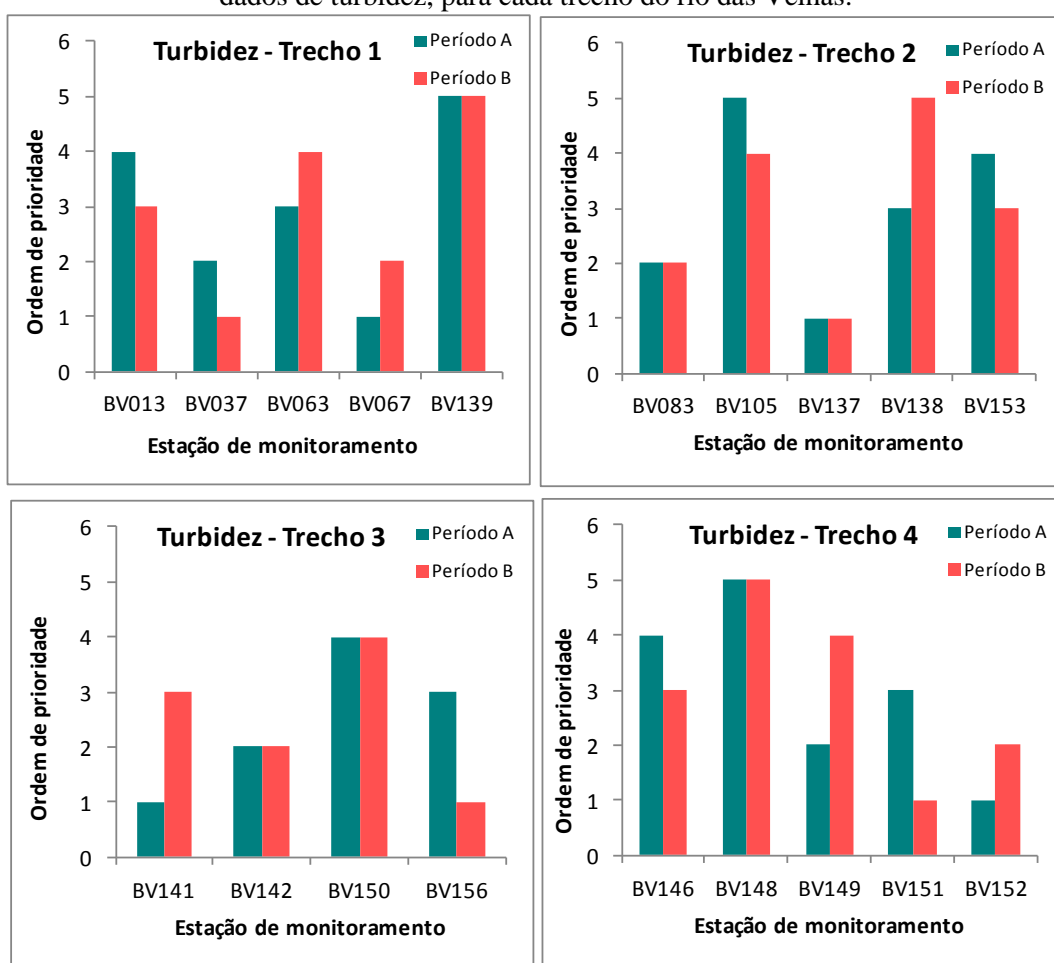 dados de turbidez, para cada trecho do rio das Velhas.
Turbidez - Trecho 1
Período A
Período B
Ordem de prioridade
6
5
4
3
2
1
0
BV013 BV037 BV063 BV067 BV139
Estação de monitoramento
Turbidez - Trecho 2
Período A
Período B
Ordem de prioridade
6
5
4
3
2
1
0
BV083 BV105 BV137 BV138 BV153
Estação de monitoramento
Turbidez - Trecho 3
Período A
Período B
Ordem de prioridade
6
5
4
3
2
1
0
BV141 BV142 BV150 BV156
Estação de monitoramento
Turbidez - Trecho 4
Período A
Período B
Ordem de prioridade
6
5
4
3
2
1
0
BV146 BV148 BV149 BV151 BV152
Estação de monitoramento